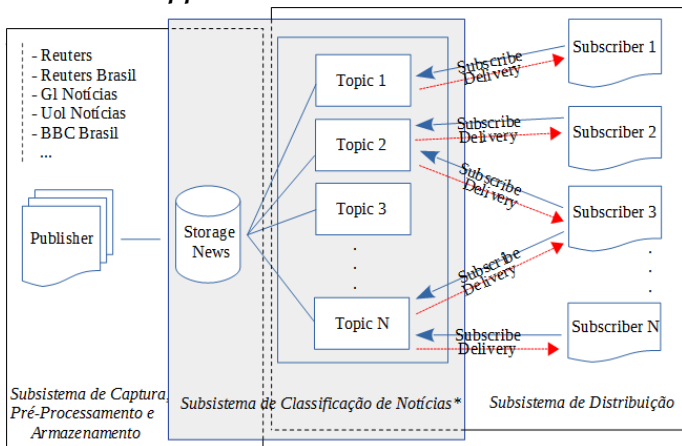 - Reuters
- Reuters Brasil
- Gl Notícias
- Uol Notícias
- BBC Brasil
...
Publisher
Storage
News
Topic 1
Topic 2
Topic 3
Topic N
Subscribe
Delivery
Subscribe
Delivery
Subscribe
Delivery
Subscribe
Delivery
Subscribe
Delivery
Subscriber 1
Subscriber 2
Subscriber 3
Subscriber N
Subsistema de Captura,
Pré-Processamento e
Armazenamento
Subsistema de Classificação de Notícias*
Subsistema de Distribuição